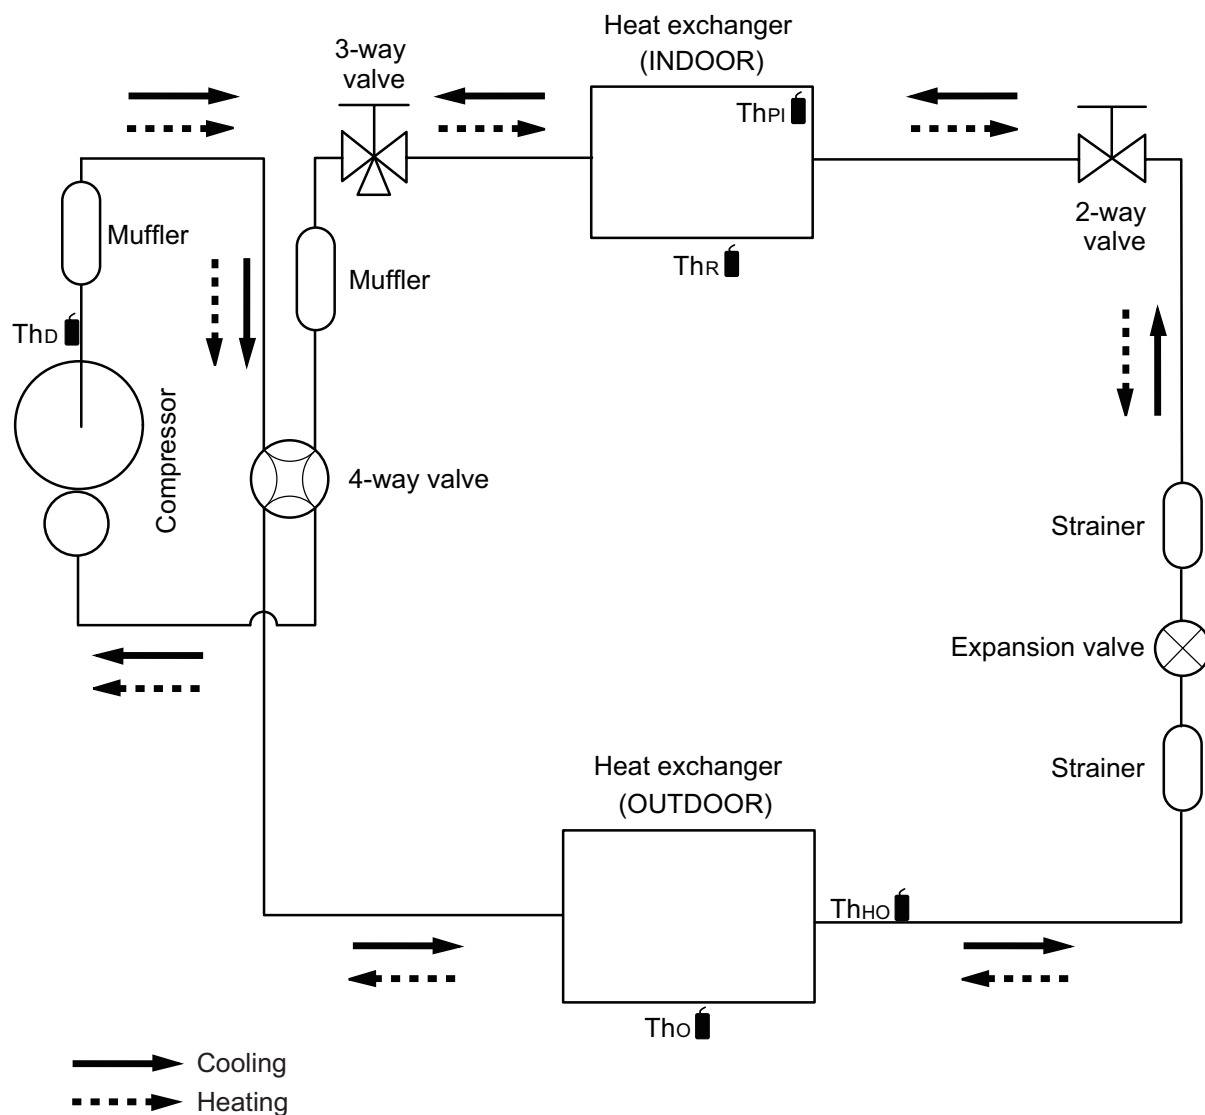 Heat exchanger
(INDOOR)
3-way
valve
ThPI
Muffler
2-way
valve
ThR
Muffler
ThD
Compressor
4-way valve
Strainer
Expansion valve
Heat exchanger
(OUTDOOR)
Strainer
ThHO
ThO
Cooling
Heating